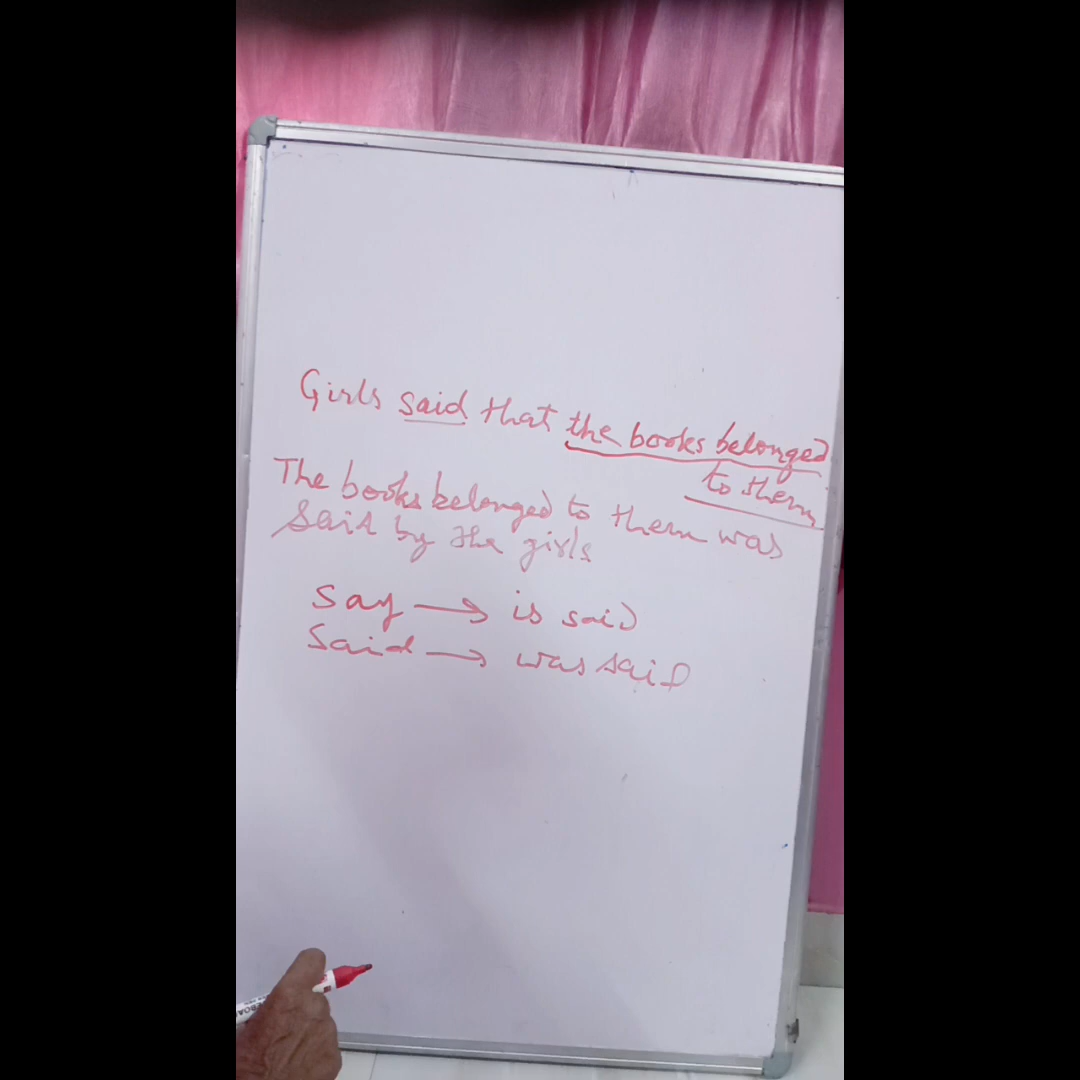 Girls said that the books belonged
to them
The books belonged to them was
said by the girls
say → is said
Said → was said